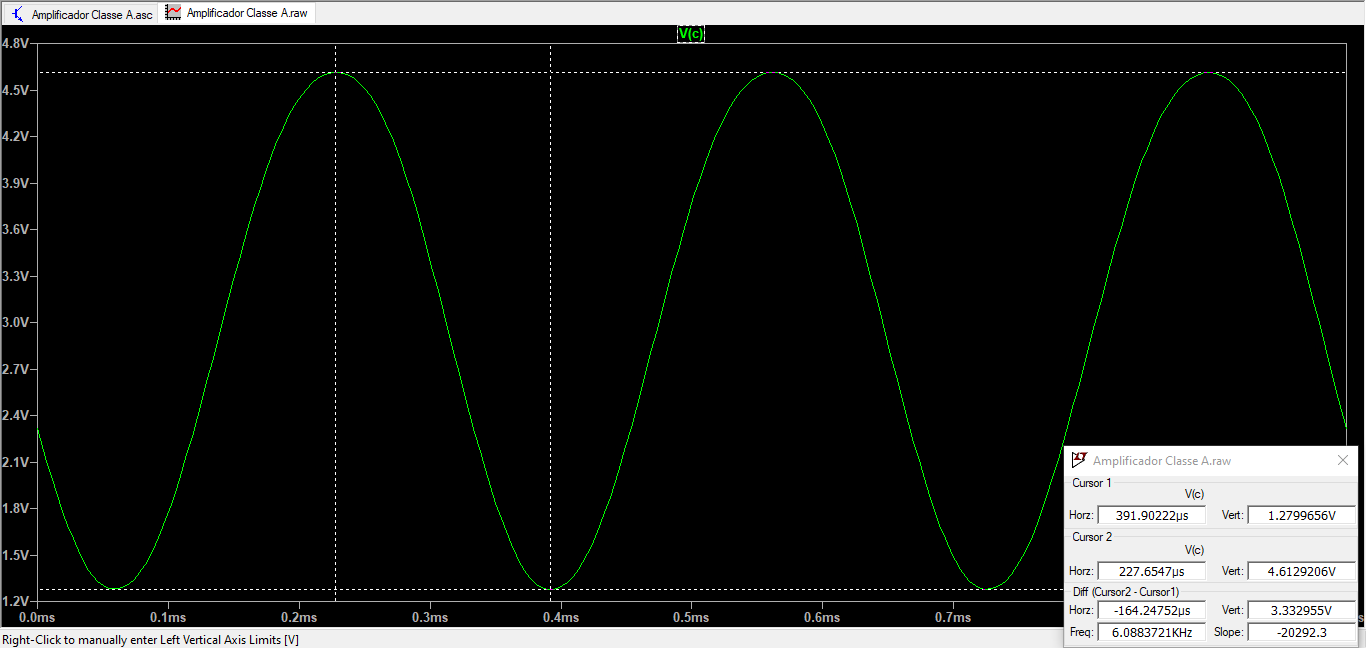 Amplificador Classe A.asc Amplificador Classe A.raw
V(c)
4.8V
4.5V
4.2V
3.9V
3.6V
3.3V
3.0V
2.7V
2.4V
2.1V
1.8V
1.5V
1.2V
0.0ms 0.1ms 0.2ms 0.3ms 0.4ms 0.5ms 0.6ms 0.7ms
Right-Click to manually enter Left Vertical Axis Limits [V]
Amplificador Classe A.raw
Cursor 1
V(c)
Horz: 391.90222µs Vert: 1.2799656V
Cursor 2
V(c)
Horz: 227.6547µs Vert: 4.6129206V
Diff (Cursor2 - Cursor1)
Horz: -164.24752µs Vert: 3.332955V
Freq: 6.0883721KHz Slope: -20292.3